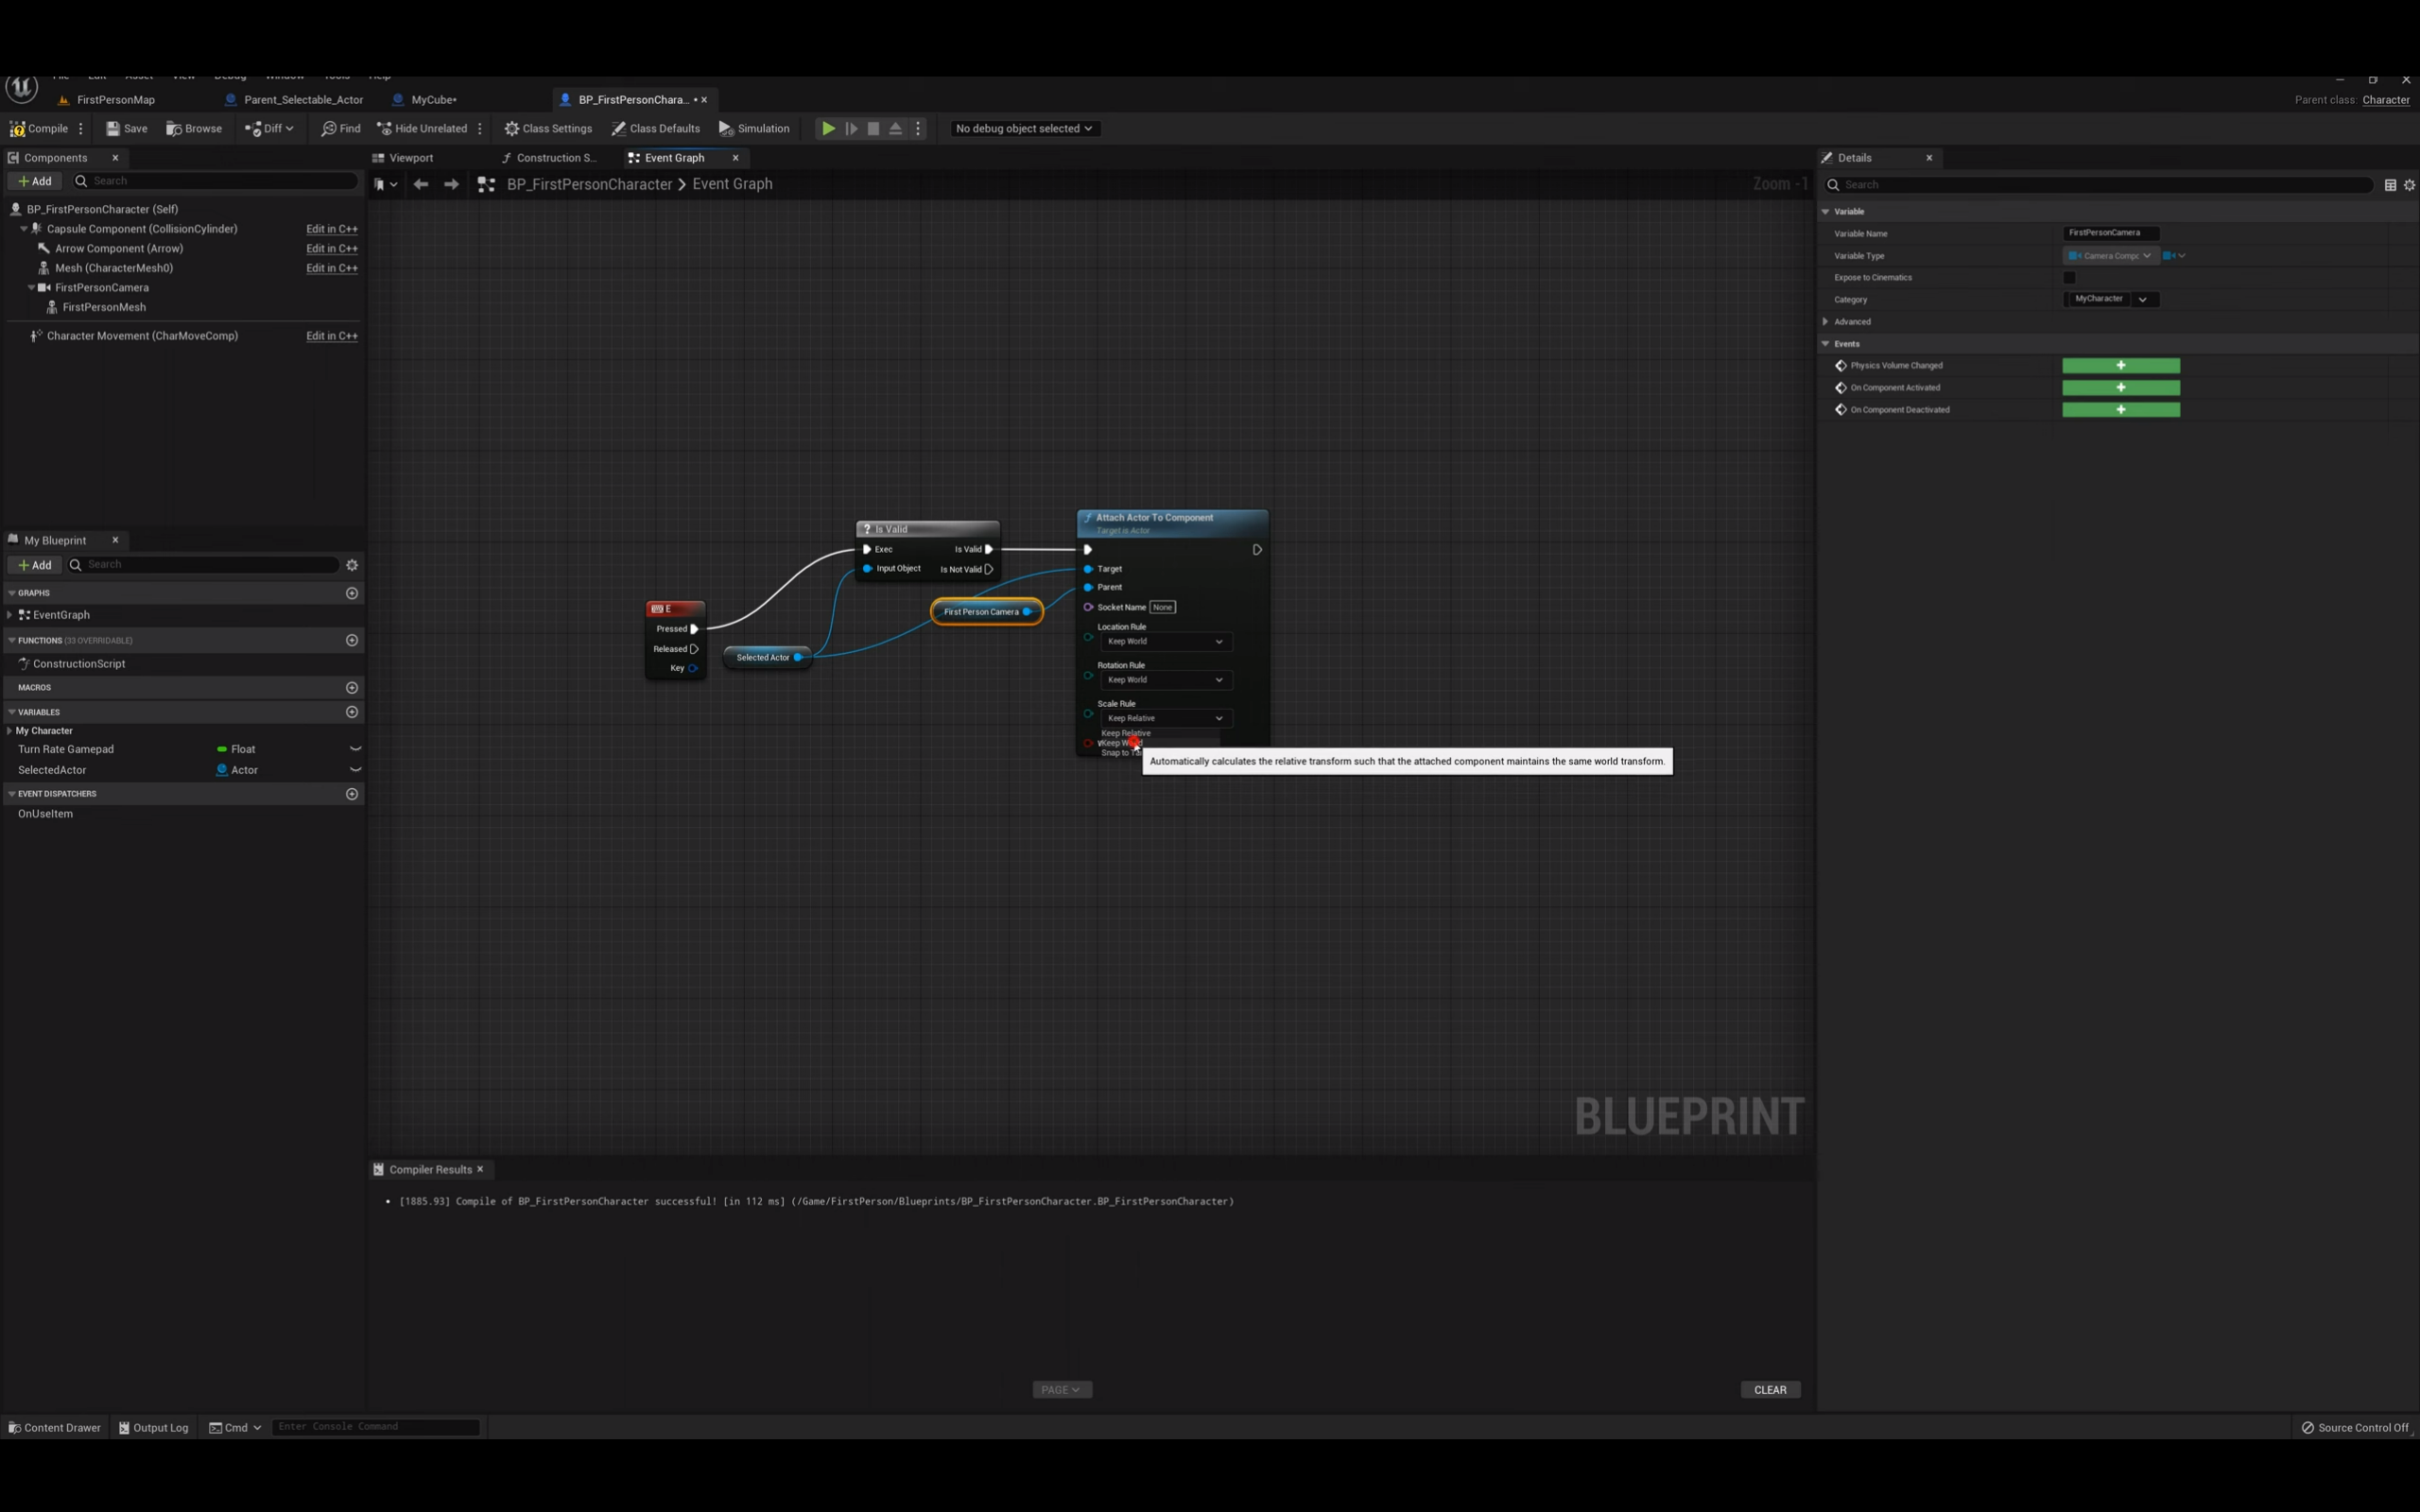 File Edit Asset View Debug Window Tools Help
FirstPersonMap Parent_Selectable_Actor MyCube• BP_FirstPersonChara... •
Parent class: Character
Compile Save Browse Diff Find Hide Unrelated Class Settings Class Defaults Simulation No debug object selected
Components
Add Search
BP_FirstPersonCharacter (Self)
Capsule Component (CollisionCylinder) Edit in C++
Arrow Component (Arrow) Edit in C++
Mesh (CharacterMesh0) Edit in C++
FirstPersonCamera
FirstPersonMesh
Character Movement (CharMoveComp) Edit in C++
My Blueprint
Add Search
GRAPHS
EventGraph
FUNCTIONS (33 OVERRIDABLE)
ConstructionScript
MACROS
VARIABLES
My Character
Turn Rate Gamepad Float
SelectedActor Actor
EVENT DISPATCHERS
OnUseItem
Viewport Construction S... Event Graph
BP_FirstPersonCharacter > Event Graph
Zoom -1
E
Pressed
Released
Key
Selected Actor
Is Valid
Exec Is Valid
Input Object Is Not Valid
First Person Camera
Attach Actor To Component
Target is Actor
Target
Parent
Socket Name None
Location Rule
Keep World
Rotation Rule
Keep World
Scale Rule
Keep Relative
Keep Relative
Keep
Snap to
Automatically calculates the relative transform such that the attached component maintains the same world transform.
BLUEPRINT
Compiler Results
• [1885.93] Compile of BP_FirstPersonCharacter successful! [in 112 ms] (/Game/FirstPerson/Blueprints/BP_FirstPersonCharacter.BP_FirstPersonCharacter)
PAGE
CLEAR
Details
Search
Variable
Variable Name FirstPersonCamera
Variable Type Camera Compc
Expose to Cinematics
Category MyCharacter
Advanced
Events
Physics Volume Changed
On Component Activated
On Component Deactivated
Content Drawer Output Log Cmd Enter Console Command
Source Control Off